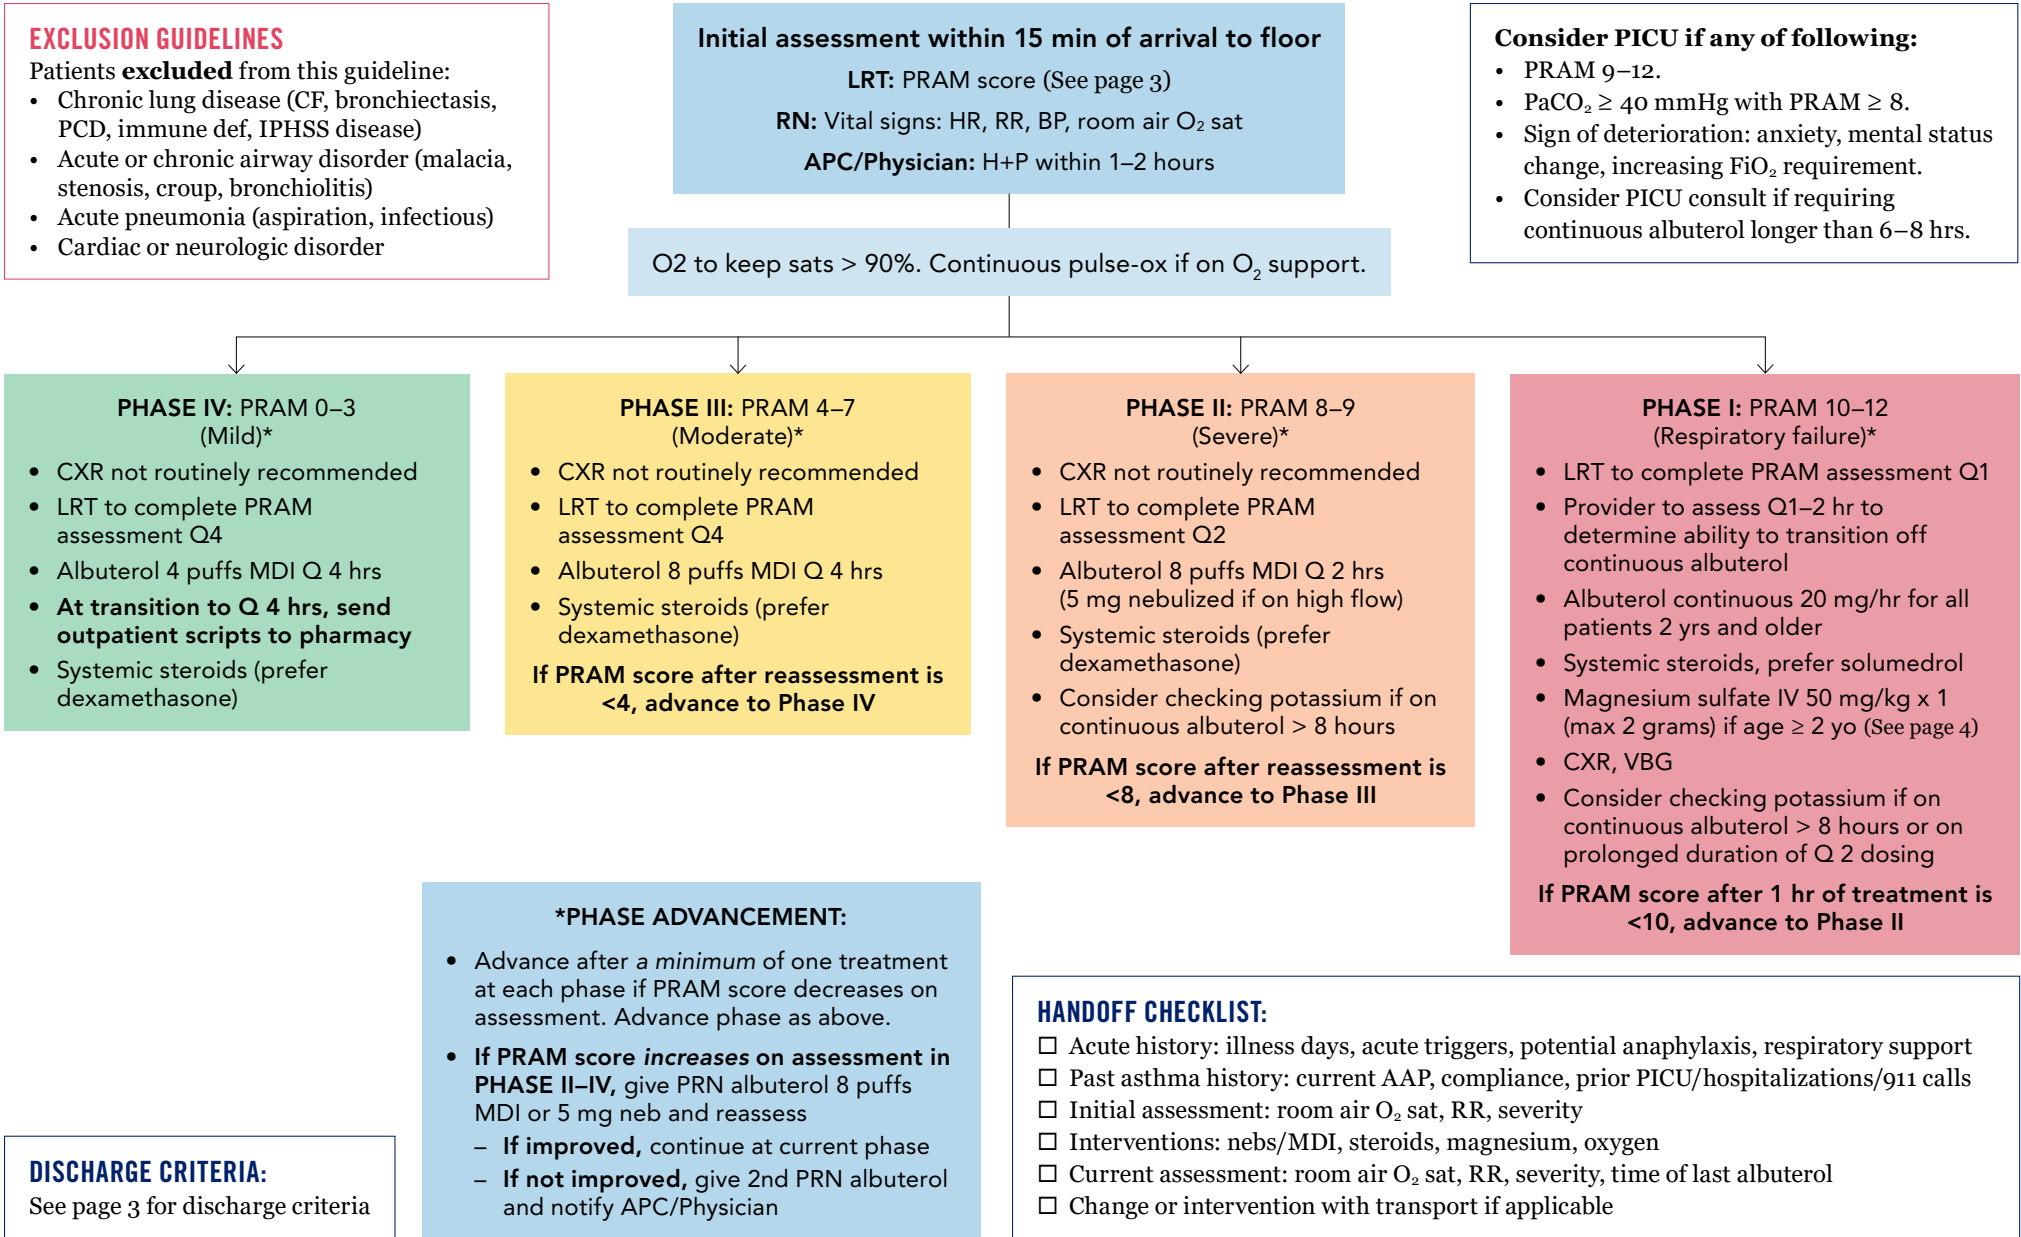 EXCLUSION GUIDELINES
Patients excluded from this guideline:
• Chronic lung disease (CF, bronchiectasis,
PCD, immune def, IPHSS disease)
• Acute or chronic airway disorder (malacia,
stenosis, croup, bronchiolitis)
• Acute pneumonia (aspiration, infectious)
• Cardiac or neurologic disorder
Initial assessment within 15 min of arrival to floor
LRT: PRAM score (See page 3)
RN: Vital signs: HR, RR, BP, room air O₂ sat
APC/Physician: H+P within 1–2 hours
Consider PICU if any of following:
• PRAM 9–12.
• PaCO₂ ≥ 40 mmHg with PRAM ≥ 8.
• Sign of deterioration: anxiety, mental status
change, increasing FiO₂ requirement.
• Consider PICU consult if requiring
continuous albuterol longer than 6–8 hrs.
O2 to keep sats > 90%. Continuous pulse-ox if on O₂ support.
PHASE IV: PRAM 0–3
(Mild)*
• CXR not routinely recommended
• LRT to complete PRAM
assessment Q4
• Albuterol 4 puffs MDI Q 4 hrs
• At transition to Q 4 hrs, send
outpatient scripts to pharmacy
• Systemic steroids (prefer
dexamethasone)
PHASE III: PRAM 4–7
(Moderate)*
• CXR not routinely recommended
• LRT to complete PRAM
assessment Q4
• Albuterol 8 puffs MDI Q 4 hrs
• Systemic steroids (prefer
dexamethasone)
If PRAM score after reassessment is
<4, advance to Phase IV
PHASE II: PRAM 8–9
(Severe)*
• CXR not routinely recommended
• LRT to complete PRAM
assessment Q2
• Albuterol 8 puffs MDI Q 2 hrs
(5 mg nebulized if on high flow)
• Systemic steroids (prefer
dexamethasone)
• Consider checking potassium if on
continuous albuterol > 8 hours
If PRAM score after reassessment is
<8, advance to Phase III
PHASE I: PRAM 10–12
(Respiratory failure)*
• LRT to complete PRAM assessment Q1
• Provider to assess Q1–2 hr to
determine ability to transition off
continuous albuterol
• Albuterol continuous 20 mg/hr for all
patients 2 yrs and older
• Systemic steroids, prefer solumedrol
• Magnesium sulfate IV 50 mg/kg x 1
(max 2 grams) if age ≥ 2 yo (See page 4)
• CXR, VBG
• Consider checking potassium if on
continuous albuterol > 8 hours or on
prolonged duration of Q 2 dosing
If PRAM score after 1 hr of treatment is
<10, advance to Phase II
*PHASE ADVANCEMENT:
• Advance after a minimum of one treatment
at each phase if PRAM score decreases on
assessment. Advance phase as above.
• If PRAM score increases on assessment in
PHASE II–IV, give PRN albuterol 8 puffs
MDI or 5 mg neb and reassess
– If improved, continue at current phase
– If not improved, give 2nd PRN albuterol
and notify APC/Physician
HANDOFF CHECKLIST:
☐ Acute history: illness days, acute triggers, potential anaphylaxis, respiratory support
☐ Past asthma history: current AAP, compliance, prior PICU/hospitalizations/911 calls
☐ Initial assessment: room air O₂ sat, RR, severity
☐ Interventions: nebs/MDI, steroids, magnesium, oxygen
☐ Current assessment: room air O₂ sat, RR, severity, time of last albuterol
☐ Change or intervention with transport if applicable
DISCHARGE CRITERIA:
See page 3 for discharge criteria